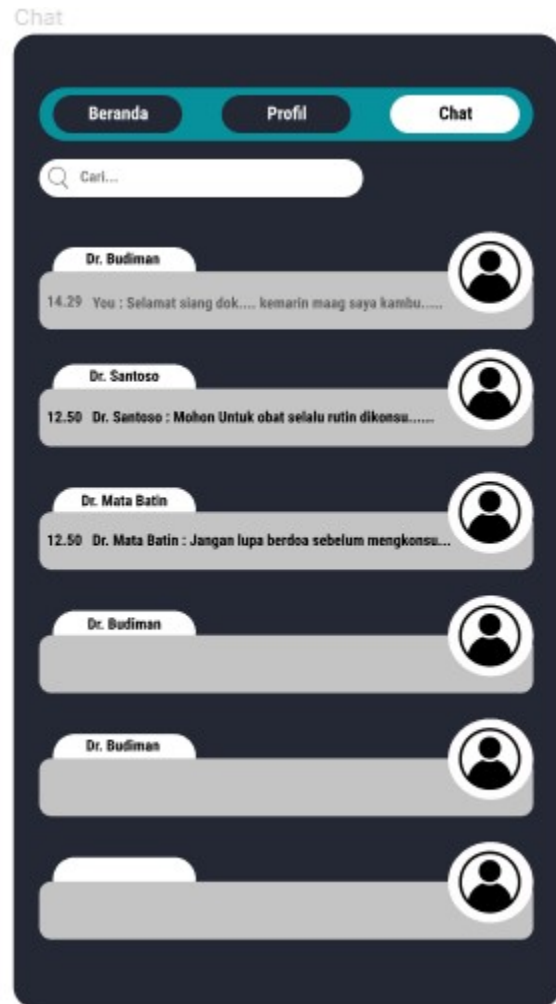 Chat
Beranda Profil Chat
Cari...
Dr. Budiman
14.29 You : Selamat siang dok.... kemarin maag saya kambu......
Dr. Santoso
12.50 Dr. Santoso : Mohon Untuk obat selalu rutin dikonsu.......
Dr. Mata Batin
12.50 Dr. Mata Batin : Jangan lupa berdoa sebelum mengkonsu...
Dr. Budiman
Dr. Budiman